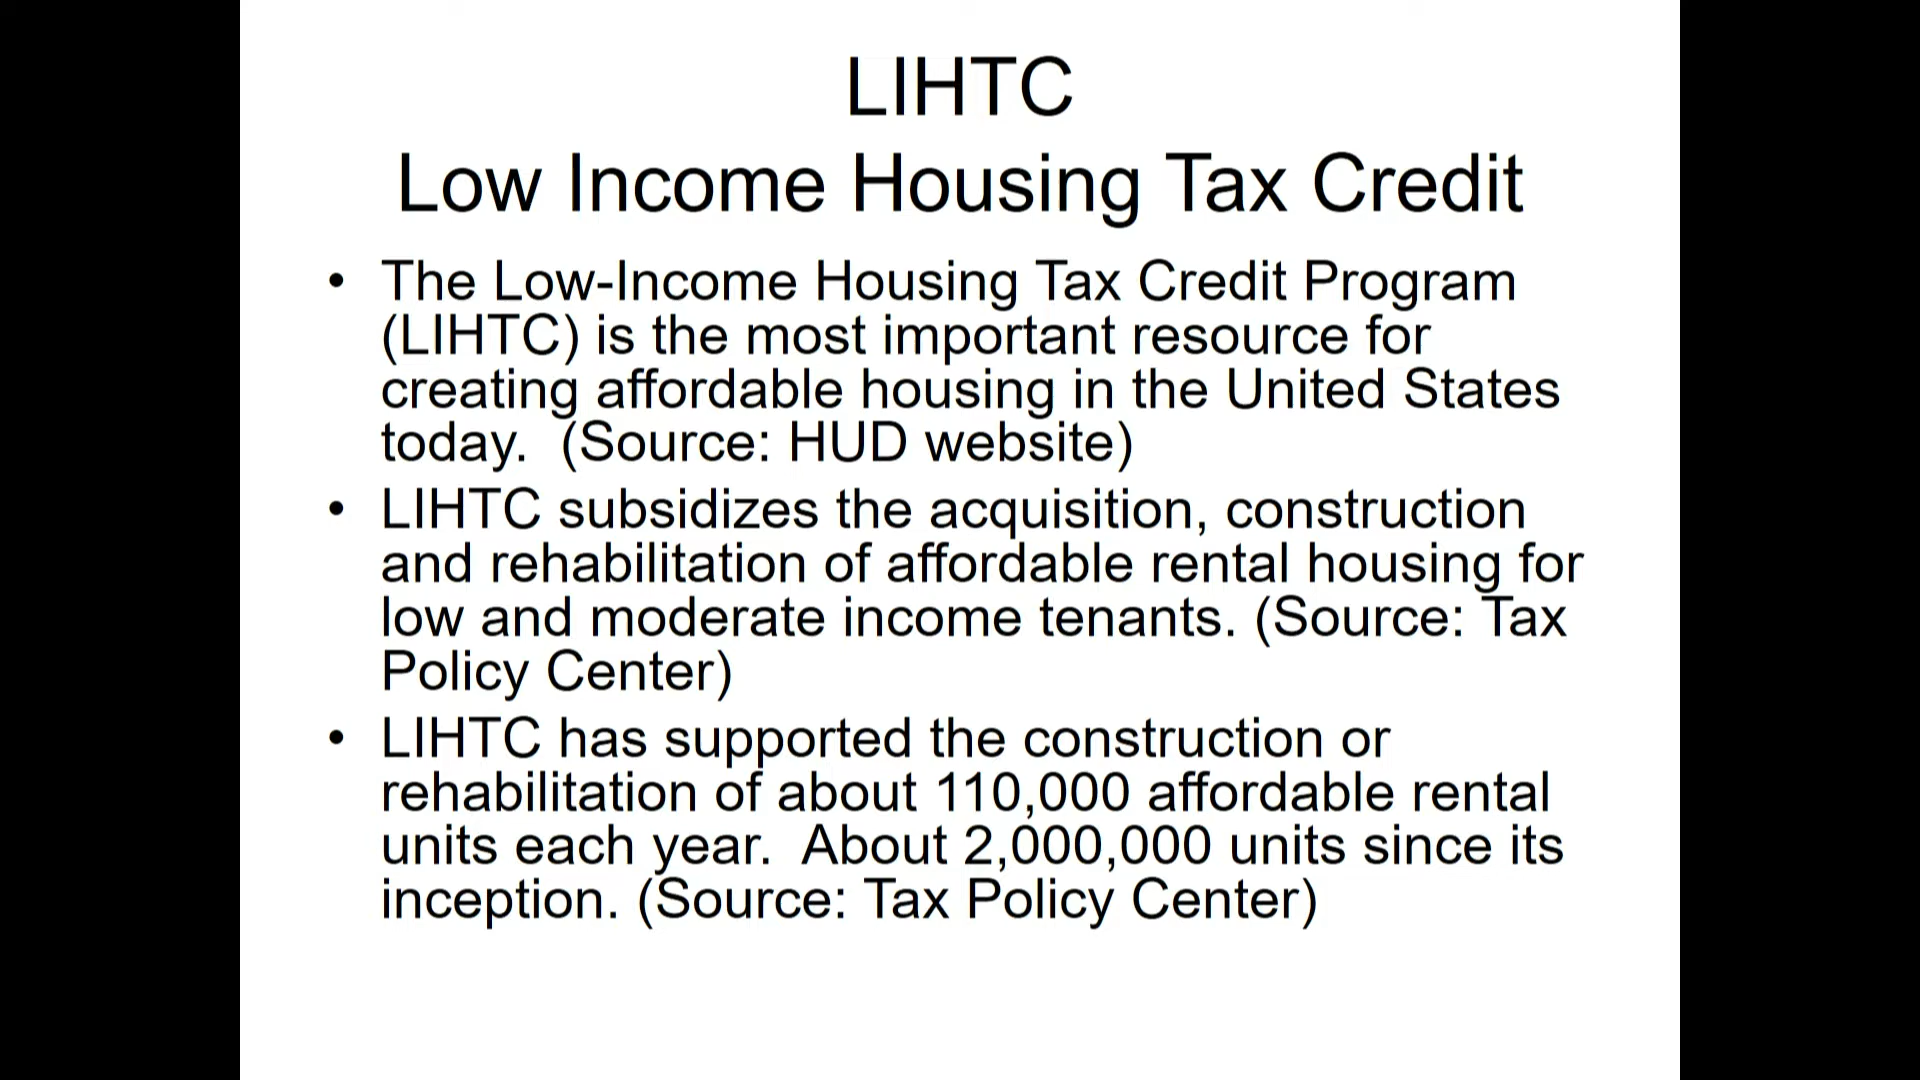 LIHTC
Low Income Housing Tax Credit
• The Low-Income Housing Tax Credit Program
(LIHTC) is the most important resource for
creating affordable housing in the United States
today.  (Source: HUD website)
• LIHTC subsidizes the acquisition, construction
and rehabilitation of affordable rental housing for
low and moderate income tenants. (Source: Tax
Policy Center)
• LIHTC has supported the construction or
rehabilitation of about 110,000 affordable rental
units each year.  About 2,000,000 units since its
inception. (Source: Tax Policy Center)